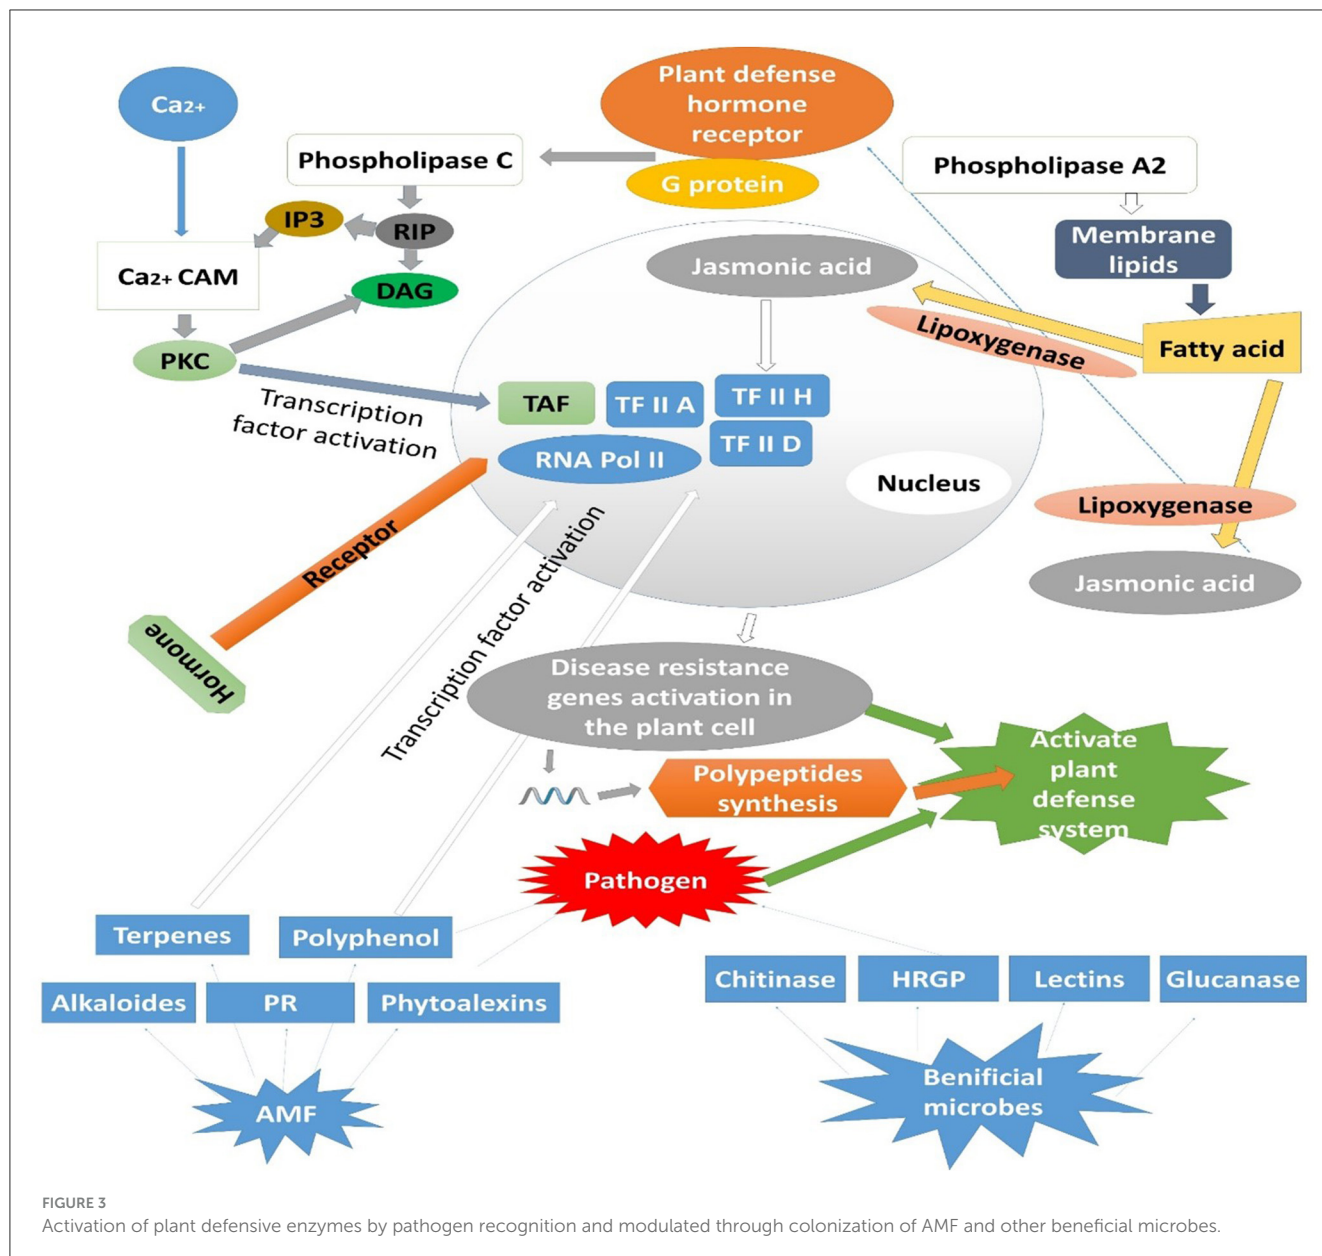 Ca2+
Plant defense
hormone
receptor
G protein
Phospholipase C
Phospholipase A2
IP3
RIP
DAG
Ca2+ CAM
PKC
Membrane
lipids
Fatty acid
Lipoxygenase
Jasmonic acid
Lipoxygenase
Jasmonic acid
Transcription
factor activation
TAF
TF II A
TF II H
TF II D
RNA Pol II
Nucleus
Receptor
Hormone
Transcription factor activation
Disease resistance
genes activation in
the plant cell
Polypeptides
synthesis
Activate
plant
defense
system
Pathogen
Terpenes
Polyphenol
Alkaloides
PR
Phytoalexins
AMF
Chitinase
HRGP
Lectins
Glucanase
Benificial
microbes
FIGURE 3
Activation of plant defensive enzymes by pathogen recognition and modulated through colonization of AMF and other beneficial microbes.